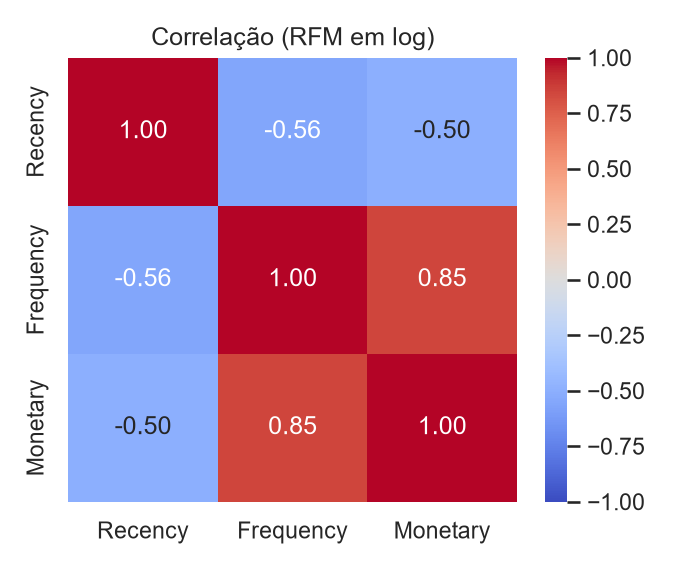 Correlação (RFM em log)
Recency
1.00
-0.56
-0.50
Frequency
-0.56
1.00
0.85
Monetary
-0.50
0.85
1.00
Recency
Frequency
Monetary
1.00
0.75
0.50
0.25
0.00
−0.25
−0.50
−0.75
−1.00